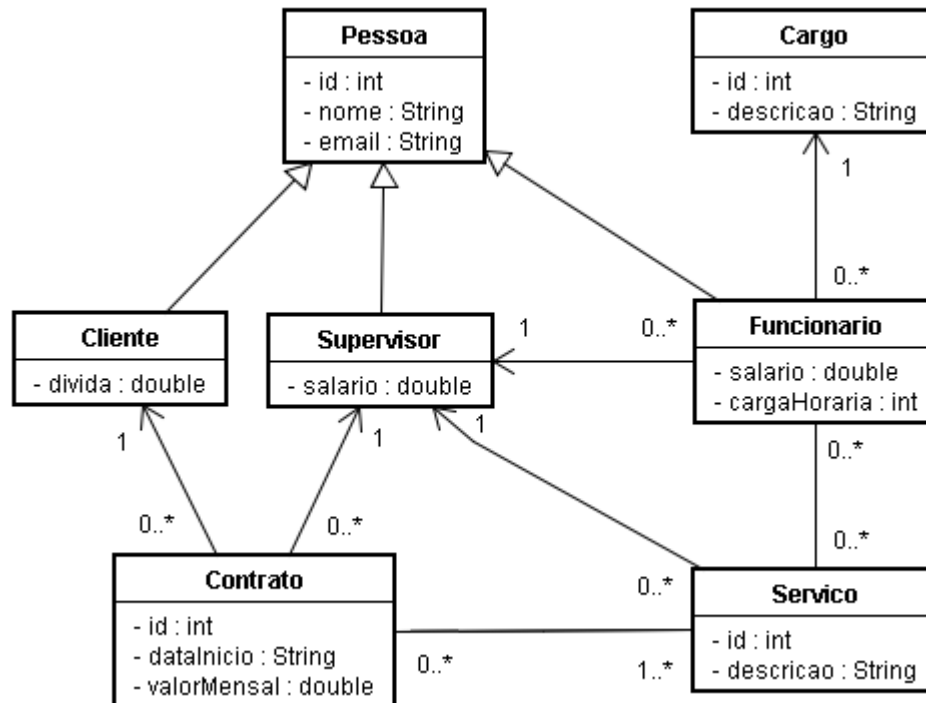 Pessoa
- id : int
- nome : String
- email : String
Cargo
- id : int
- descricao : String
1
0..*
Cliente
- divida : double
Supervisor
- salario : double
1
0..*
Funcionario
- salario : double
- cargaHoraria : int
1
1
1
0..*
0..*
0..*
0..*
0..*
Contrato
- id : int
- dataInicio : String
- valorMensal : double
0..*
1..*
Servico
- id : int
- descricao : String